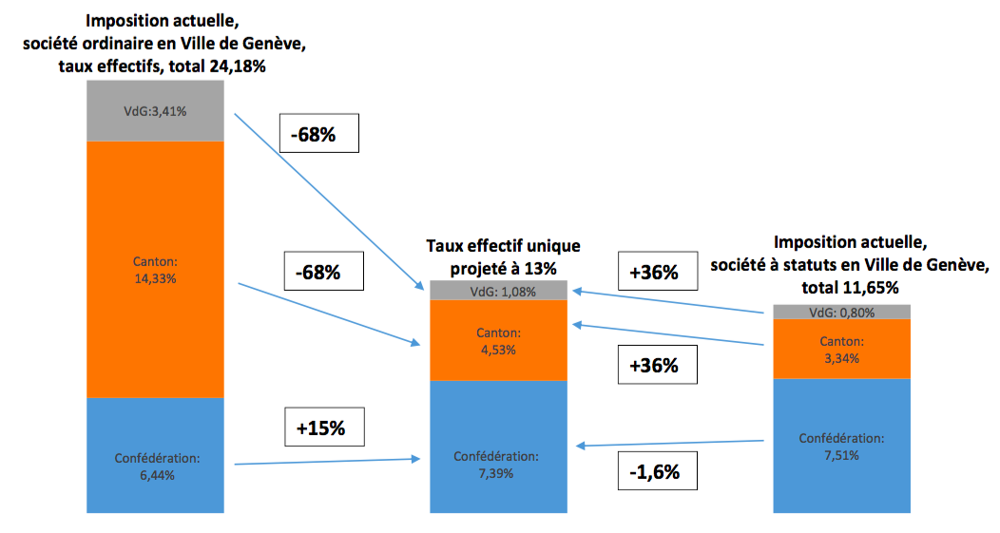 Imposition actuelle,
société ordinaire en Ville de Genève,
taux effectifs, total 24,18%
VdG:3,41%
Canton:
14,33%
Confédération:
6,44%
-68%
-68%
+15%
Taux effectif unique
projeté à 13%
VdG: 1,08%
Canton:
4,53%
Confédération:
7,39%
+36%
+36%
-1,6%
Imposition actuelle,
société à statuts en Ville de Genève,
total 11,65%
VdG: 0,80%
Canton:
3,34%
Confédération:
7,51%